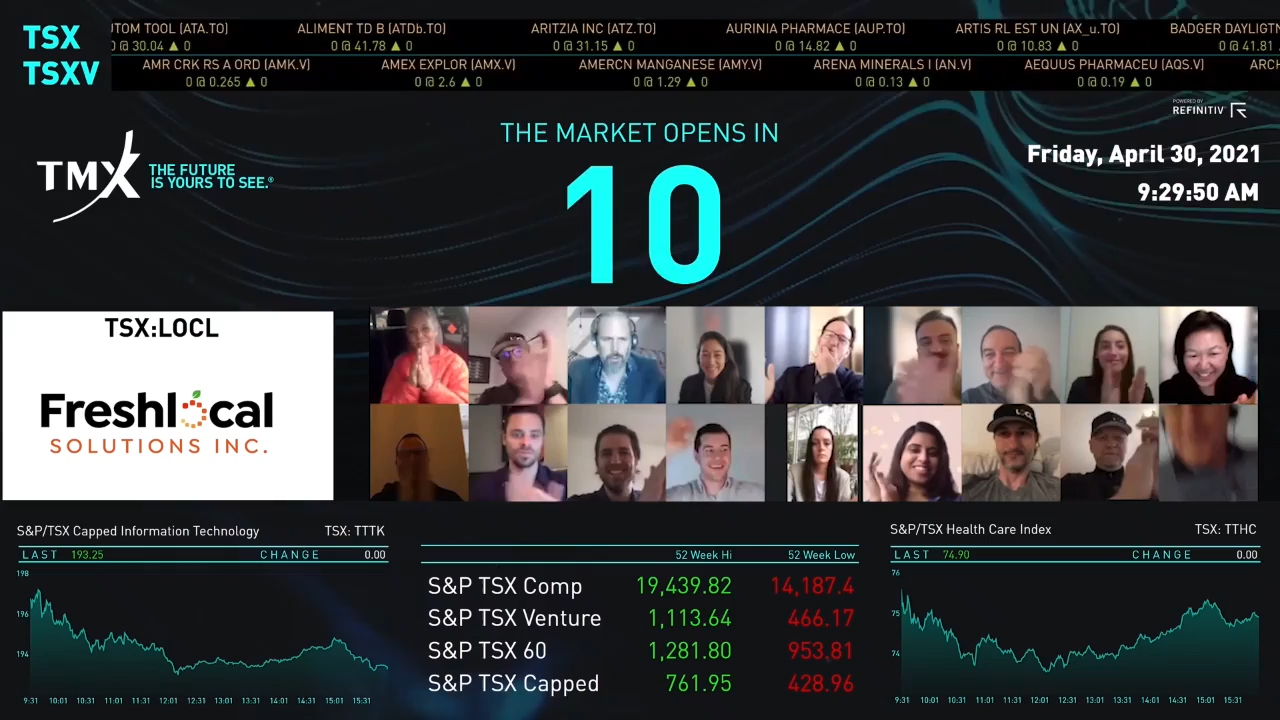 TSX
TSXV
TOM TOOL (ATA.TO) ALIMENT TD B (ATDb.TO) ARITZIA INC (ATZ.TO) AURINIA PHARMACE (AUP.TO) ARTIS RL EST UN (AX_u.TO) BADGER DAYLIGTN
0 @ 30.04 ▲ 0 0 @ 41.78 ▲ 0 0 @ 31.15 ▲ 0 0 @ 14.82 ▲ 0 0 @ 10.83 ▲ 0 0 @ 41.81
AMR CRK RS A ORD (AMK.V) AMEX EXPLOR (AMX.V) AMERCN MANGANESE (AMY.V) ARENA MINERALS I (AN.V) AEQUUS PHARMACEU (AQS.V) ARCH
0 @ 0.265 ▲ 0 0 @ 2.6 ▲ 0 0 @ 1.29 ▲ 0 0 @ 0.13 ▲ 0 0 @ 0.19 ▲ 0
POWERED BY
REFINITIV
TMX THE FUTURE
IS YOURS TO SEE.®
THE MARKET OPENS IN
10
Friday, April 30, 2021
9:29:50 AM
TSX:LOCL
Freshlocal
SOLUTIONS INC.
LOCL
S&P/TSX Capped Information Technology TSX: TTTK
LAST 193.25 CHANGE 0.00
198
196
194
9:31 10:01 10:31 11:01 11:31 12:01 12:31 13:01 13:31 14:01 14:31 15:01 15:31
52 Week Hi 52 Week Low
S&P TSX Comp 19,439.82 14,187.4
S&P TSX Venture 1,113.64 466.17
S&P TSX 60 1,281.80 953.81
S&P TSX Capped 761.95 428.96
S&P/TSX Health Care Index TSX: TTHC
LAST 74.90 CHANGE 0.00
76
75
74
9:31 10:01 10:31 11:01 11:31 12:01 12:31 13:01 13:31 14:01 14:31 15:01 15:31